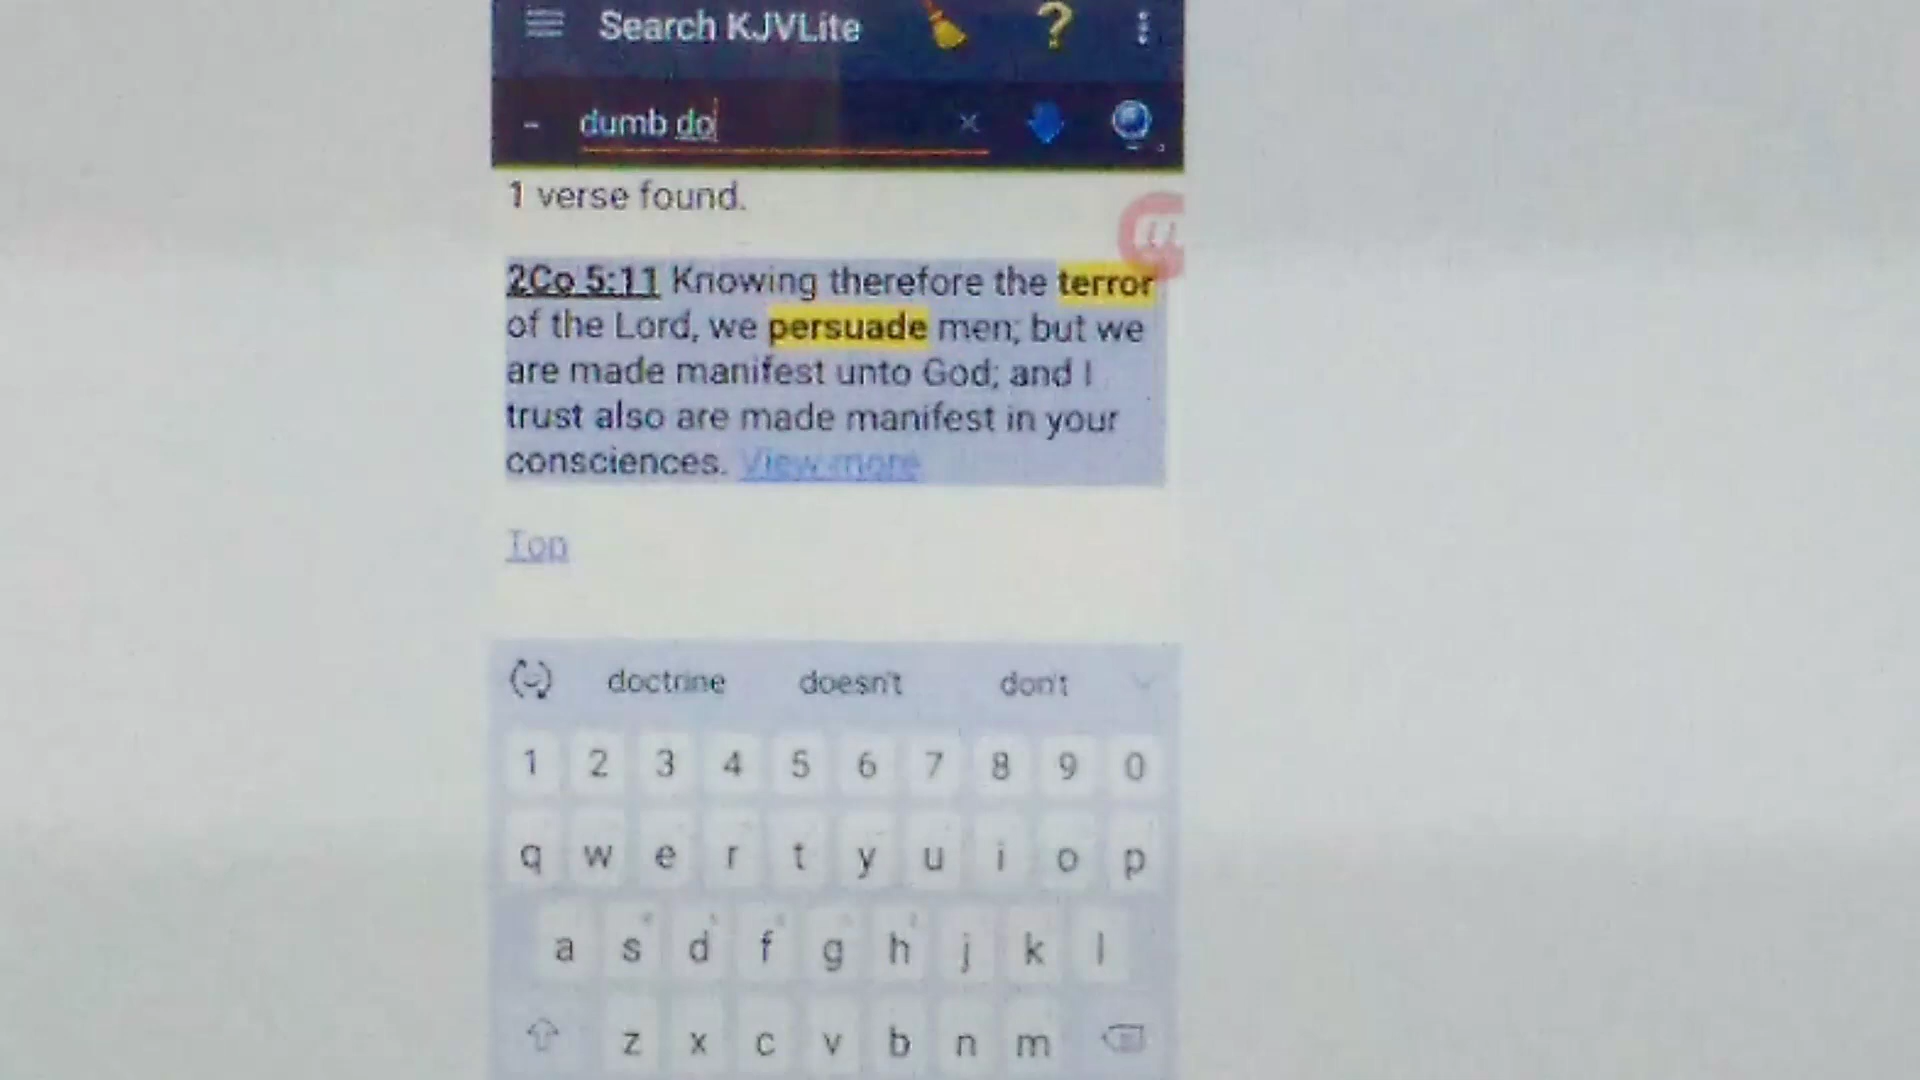 Search KJVLite ?
- dumb do ×
1 verse found.
2Co 5:11 Knowing therefore the terror
of the Lord, we persuade men; but we
are made manifest unto God; and I
trust also are made manifest in your
consciences. View more
Top
doctrine doesn't don't
1 2 3 4 5 6 7 8 9 0
q w e r t y u i o p
a s d f g h j k l
z x c v b n m